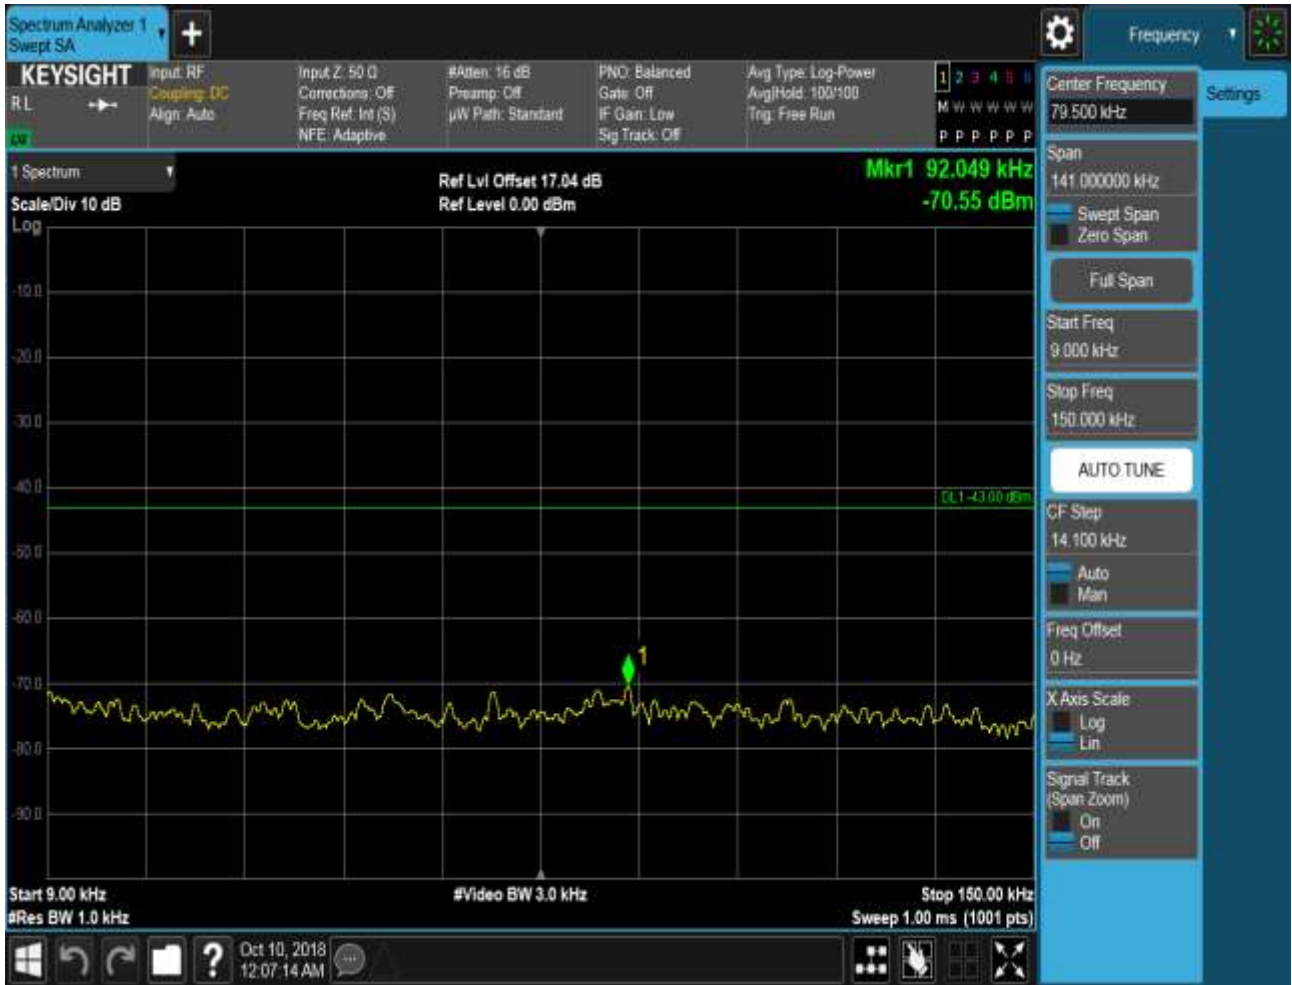 Spectrum Analyzer 1
Swept SA
+
Frequency
KEYSIGHT
RL
Input: RF
Coupling: DC
Align: Auto
Input Z: 50 Ω
Corrections: Off
Freq Ref: Int (S)
NFE: Adaptive
#Atten: 16 dB
Preamp: Off
µW Path: Standard
PNO: Balanced
Gate: Off
IF Gain: Low
Sig Track: Off
Avg Type: Log-Power
Avg|Hold: 100/100
Trig: Free Run
1 2 3 4 5 6
M W W W W W
P P P P P P
1 Spectrum
Scale/Div 10 dB
Log
Ref Lvl Offset 17.04 dB
Ref Level 0.00 dBm
Mkr1 92.049 kHz
-70.55 dBm
-10.0
-20.0
-30.0
-40.0
DL1 -43.00 dBm
-50.0
-60.0
1
-70.0
-80.0
-90.0
Start 9.00 kHz
#Res BW 1.0 kHz
#Video BW 3.0 kHz
Stop 150.00 kHz
Sweep 1.00 ms (1001 pts)
?
Oct 10, 2018
12:07:14 AM
Center Frequency
79.500 kHz
Settings
Span
141.000000 kHz
Swept Span
Zero Span
Full Span
Start Freq
9.000 kHz
Stop Freq
150.000 kHz
AUTO TUNE
CF Step
14.100 kHz
Auto
Man
Freq Offset
0 Hz
X Axis Scale
Log
Lin
Signal Track
(Span Zoom)
On
Off